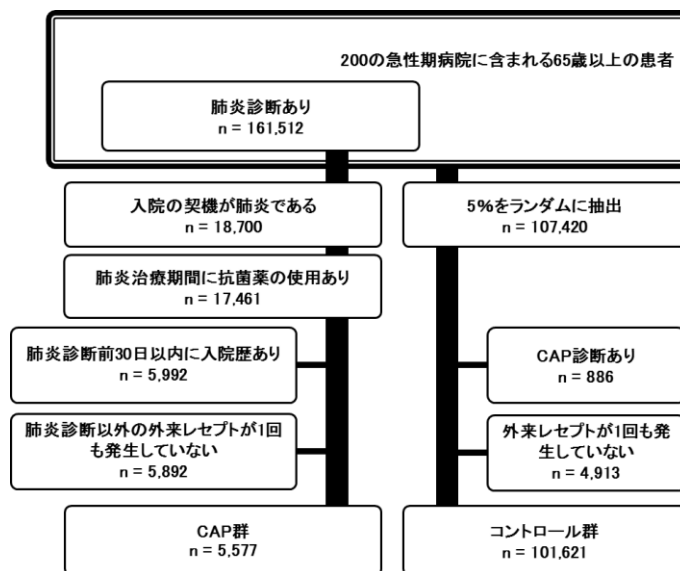 200の急性期病院に含まれる65歳以上の患者
肺炎診断あり
n = 161,512
入院の契機が肺炎である
n = 18,700
5%をランダムに抽出
n = 107,420
肺炎治療期間に抗菌薬の使用あり
n = 17,461
肺炎診断前30日以内に入院歴あり
n = 5,992
CAP診断あり
n = 886
肺炎診断以外の外来レセプトが1回
も発生していない
n = 5,892
外来レセプトが1回も発
生していない
n = 4,913
CAP群
n = 5,577
コントロール群
n = 101,621